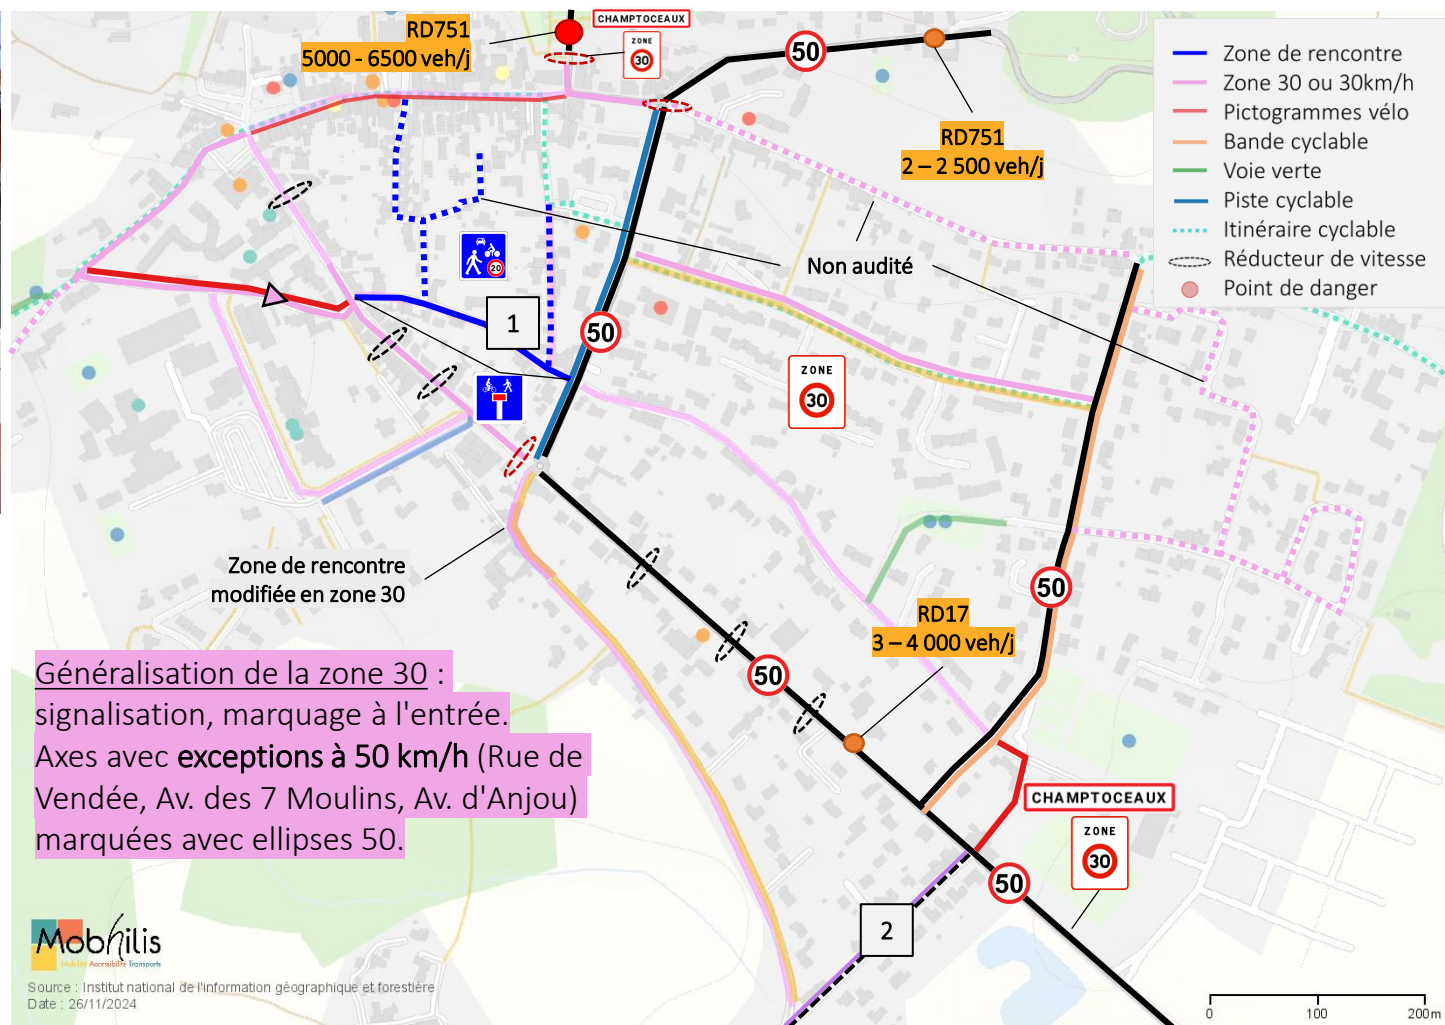 RD751
5000 - 6500 veh/j
CHAMPTOCEAUX
ZONE
30
50
RD751
2 – 2 500 veh/j
Zone de rencontre
Zone 30 ou 30km/h
Pictogrammes vélo
Bande cyclable
Voie verte
Piste cyclable
Itinéraire cyclable
Réducteur de vitesse
Point de danger
20
Non audité
1
50
ZONE
30
Zone de rencontre
modifiée en zone 30
50
RD17
3 – 4 000 veh/j
50
Généralisation de la zone 30 :
signalisation, marquage à l'entrée.
Axes avec exceptions à 50 km/h (Rue de
Vendée, Av. des 7 Moulins, Av. d'Anjou)
marquées avec ellipses 50.
CHAMPTOCEAUX
ZONE
30
50
2
Mobhilis
Mobilité Accessibilité Transports
Source : Institut national de l'information géographique et forestière
Date : 26/11/2024
0 100 200 m